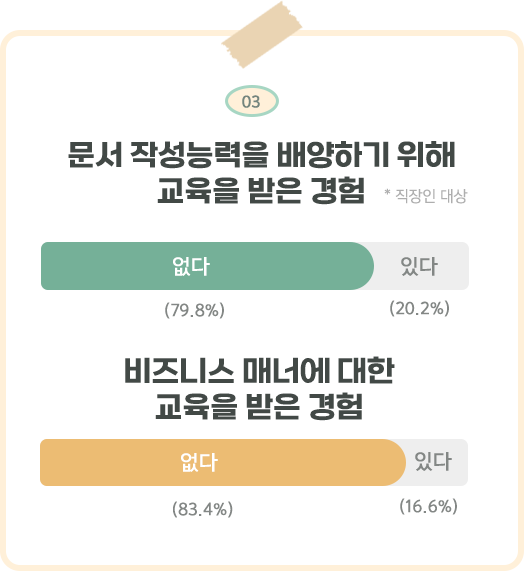 03
문서 작성능력을 배양하기 위해
교육을 받은 경험 * 직장인 대상
없다 있다
(79.8%) (20.2%)
비즈니스 매너에 대한
교육을 받은 경험
없다 있다
(83.4%) (16.6%)